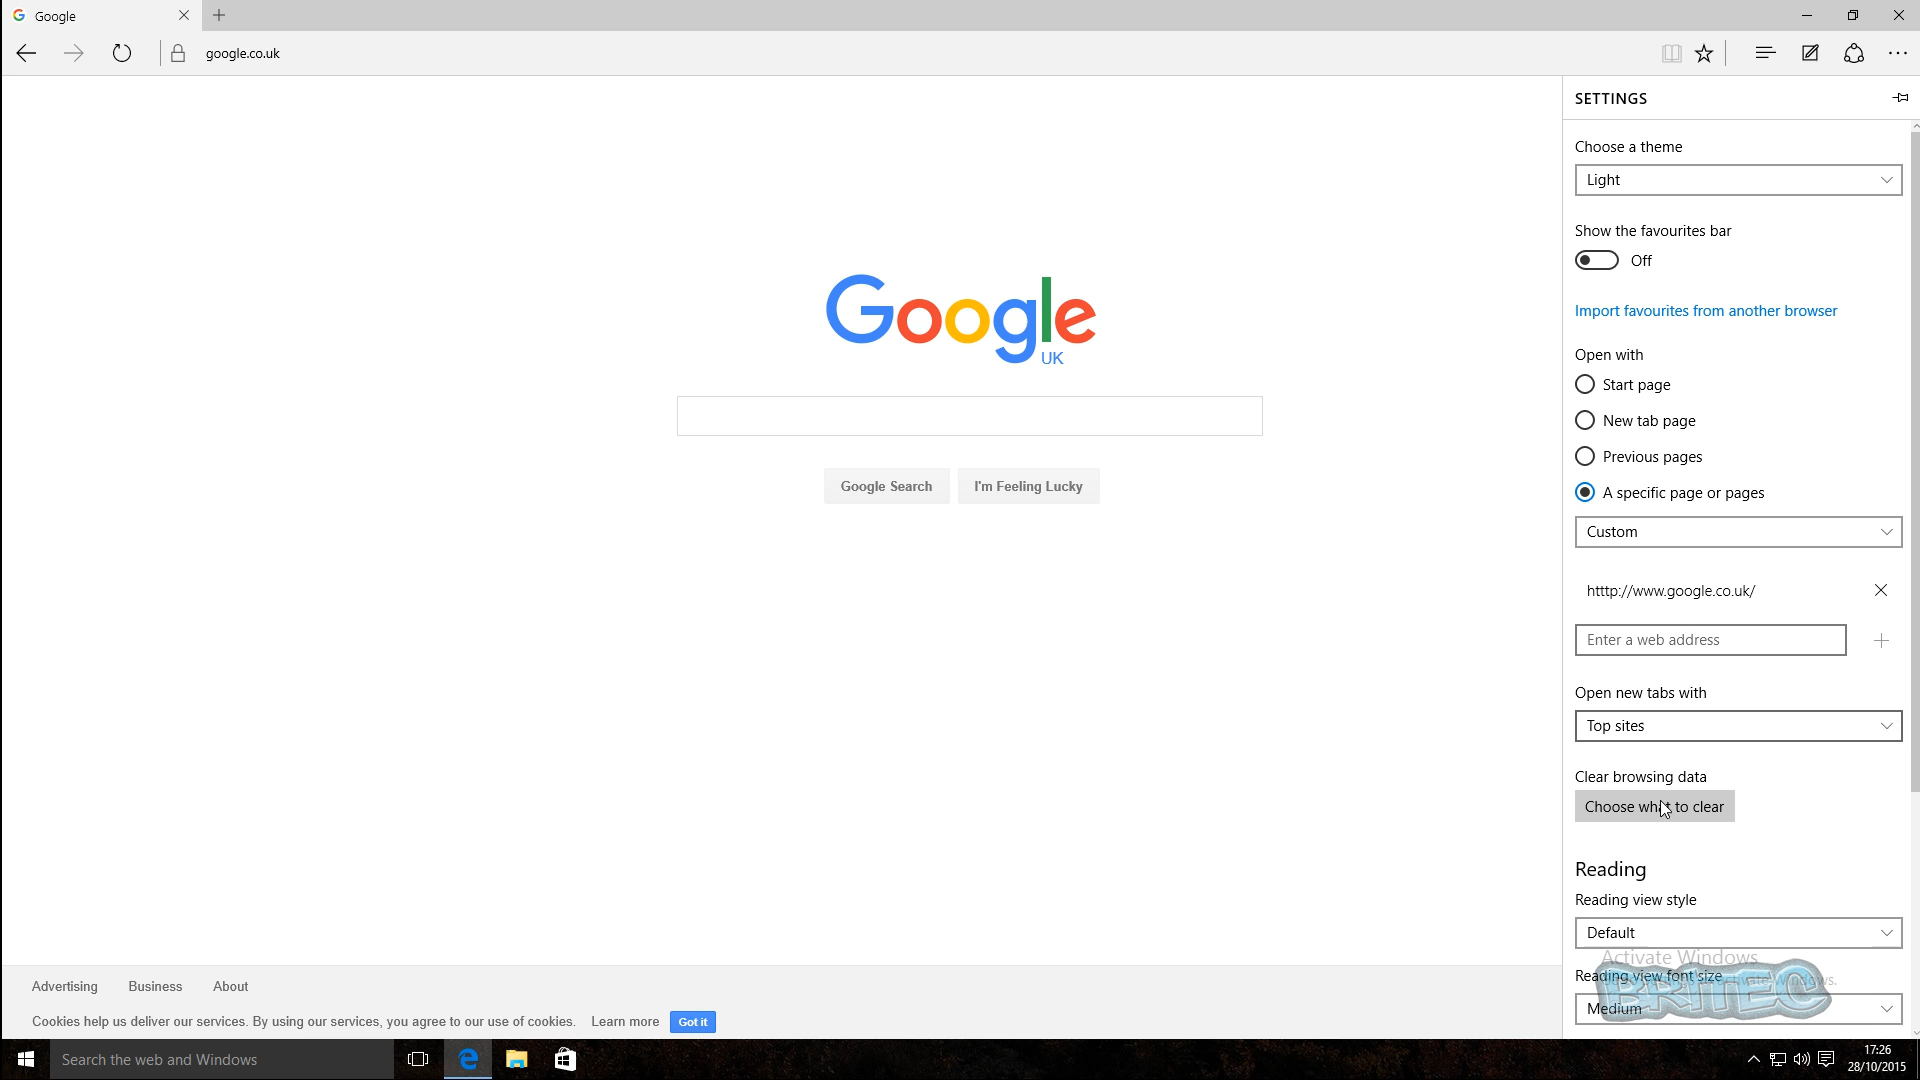 Google
google.co.uk
SETTINGS
Choose a theme
Light
Show the favourites bar
Off
Import favourites from another browser
Open with
Start page
New tab page
Previous pages
A specific page or pages
Custom
htttp://www.google.co.uk/
Enter a web address
Open new tabs with
Top sites
Clear browsing data
Choose what to clear
Reading
Reading view style
Default
Activate Windows
Reading view font size
Medium
BRITEC
Google
UK
Google Search
I'm Feeling Lucky
Advertising Business About
Cookies help us deliver our services. By using our services, you agree to our use of cookies. Learn more Got it
Search the web and Windows
17:26
28/10/2015